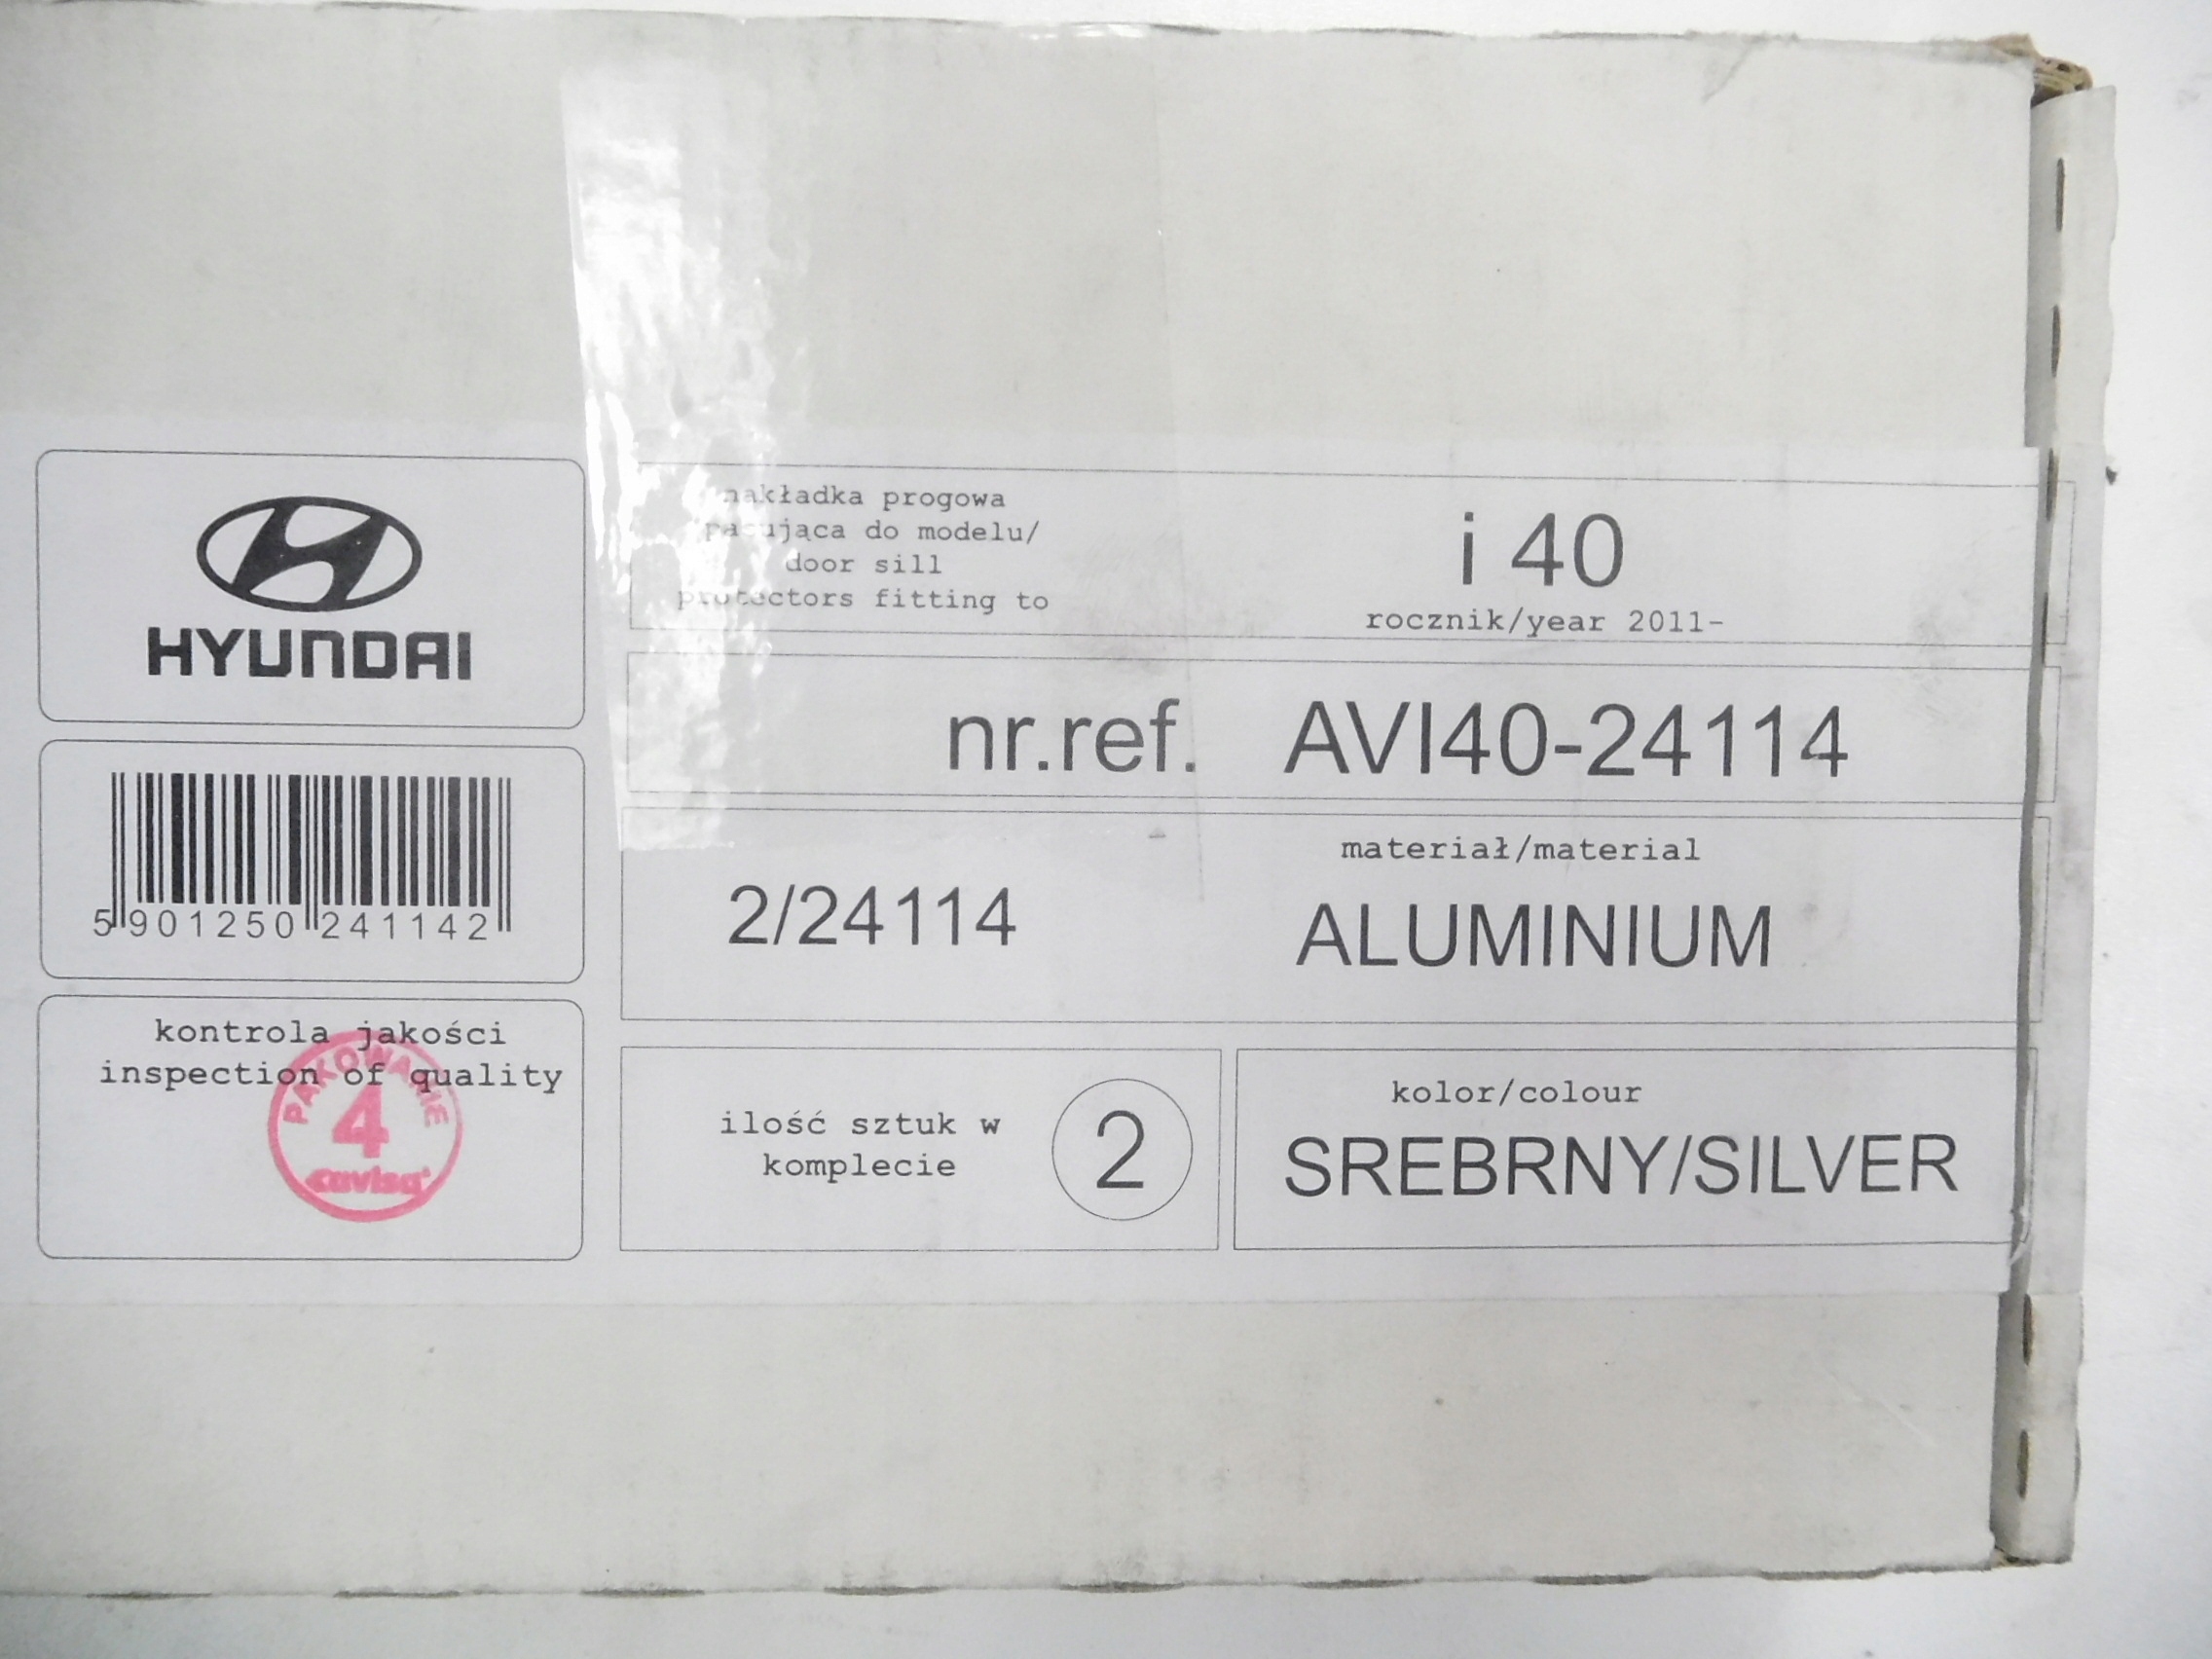 HYUNDAI
nakładka progowa
pasująca do modelu/
door sill
protectors fitting to
i 40
rocznik/year 2011-
nr.ref. AVI40-24114
5 901250 241142
2/24114
materiał/material
ALUMINIUM
kontrola jakości
inspection of quality
PAKOWANIE
4
cavisa
ilość sztuk w
komplecie
2
kolor/colour
SREBRNY/SILVER